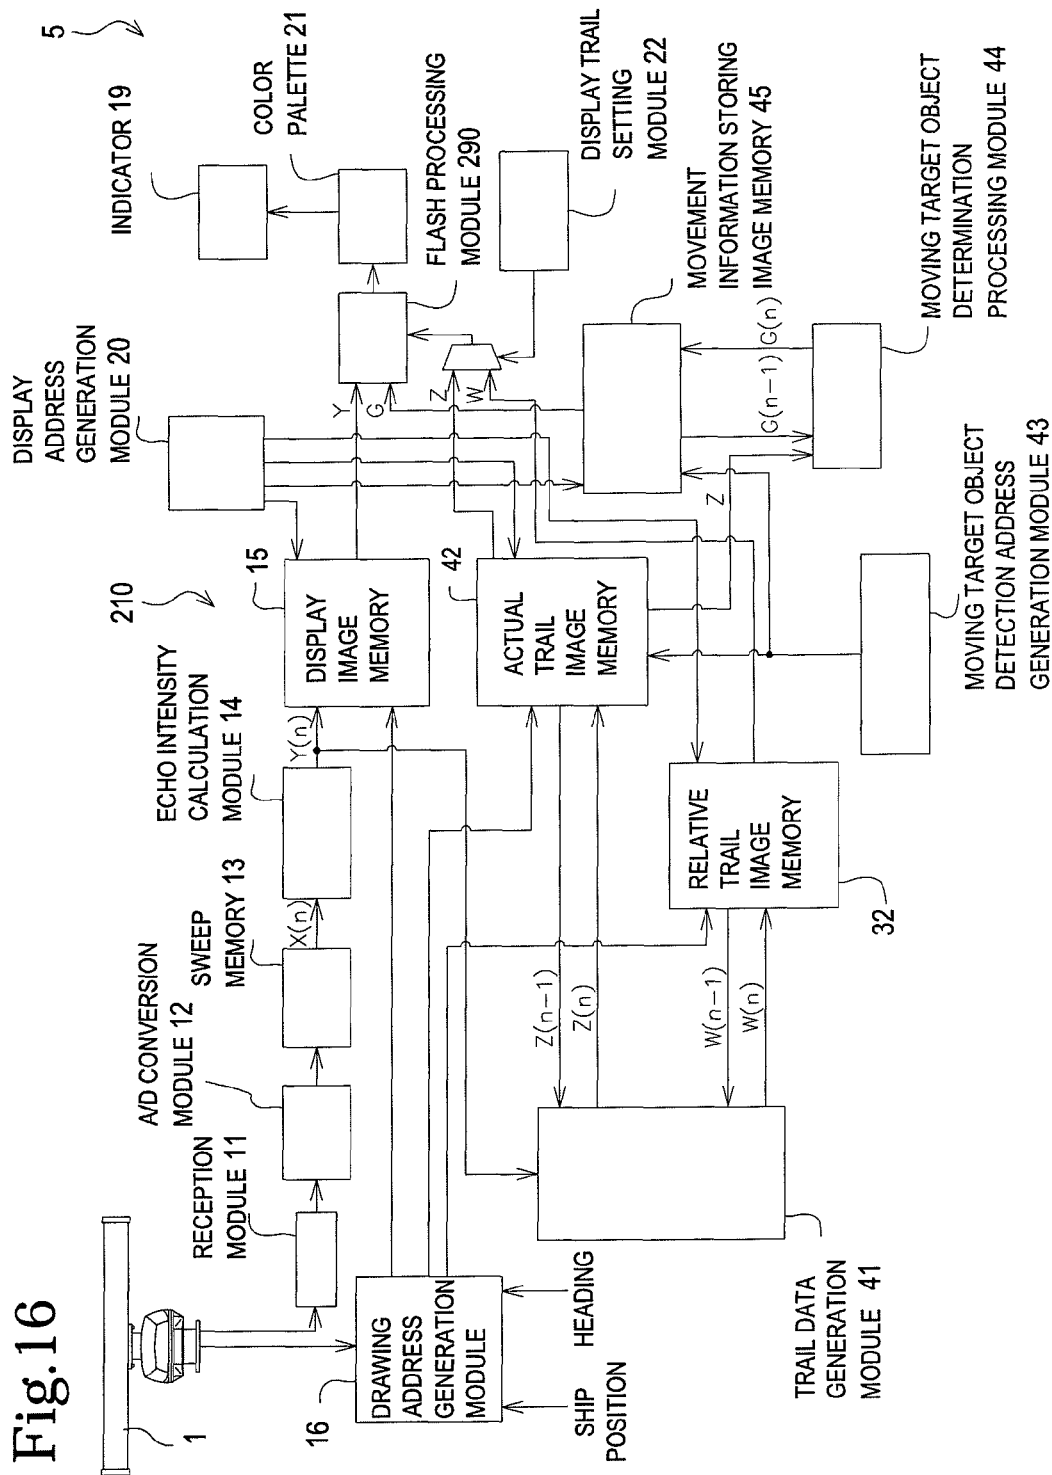 Fig.16
5
1
210
RECEPTION
MODULE 11
A/D CONVERSION
MODULE 12
SWEEP
MEMORY 13
X(n)
ECHO INTENSITY
CALCULATION
MODULE 14
Y(n)
15
DISPLAY
IMAGE
MEMORY
DISPLAY
ADDRESS
GENERATION
MODULE 20
INDICATOR 19
COLOR
PALETTE 21
FLASH PROCESSING
MODULE 290
Y
G
Z
W
DISPLAY TRAIL
SETTING
MODULE 22
16
DRAWING
ADDRESS
GENERATION
MODULE
SHIP
POSITION
HEADING
42
ACTUAL
TRAIL
IMAGE
MEMORY
Z(n-1)
Z(n)
MOVEMENT
INFORMATION STORING
IMAGE MEMORY 45
Z
G(n-1)
G(n)
MOVING TARGET OBJECT
DETERMINATION
PROCESSING MODULE 44
RELATIVE
TRAIL
IMAGE
MEMORY
32
W(n-1)
W(n)
TRAIL DATA
GENERATION
MODULE 41
MOVING TARGET OBJECT
DETECTION ADDRESS
GENERATION MODULE 43